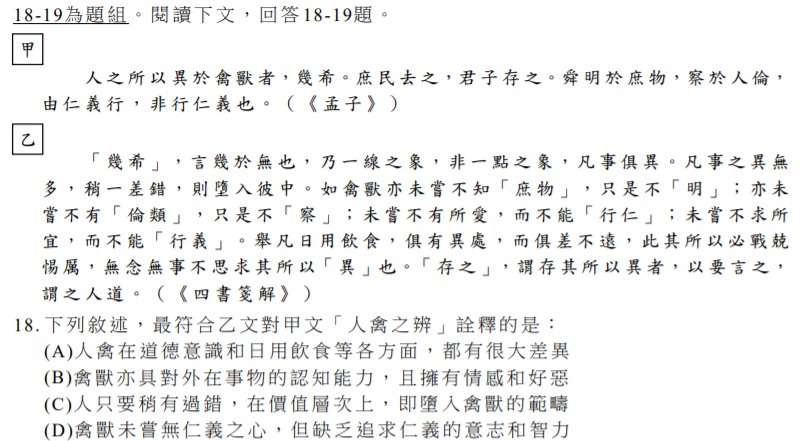 18-19為題組。閱讀下文，回答18-19題。
甲
人之所以異於禽獸者，幾希。庶民去之，君子存之。舜明於庶物，察於人倫，
由仁義行，非行仁義也。（《孟子》）
乙
「幾希」，言幾於無也，乃一線之象，非一點之象，凡事俱異。凡事之異無
多，稍一差錯，則墮入彼中。如禽獸亦未嘗不知「庶物」，只是不「明」；亦未
嘗不有「倫類」，只是不「察」；未嘗不有所愛，而不能「行仁」；未嘗不求所
宜，而不能「行義」。舉凡日用飲食，俱有異處，而俱差不遠，此其所以必戰兢
惕厲，無念無事不思求其所以「異」也。「存之」，謂存其所以異者，以要言之，
謂之人道。（《四書箋解》）
18.下列敘述，最符合乙文對甲文「人禽之辨」詮釋的是：
(A)人禽在道德意識和日用飲食等各方面，都有很大差異
(B)禽獸亦具對外在事物的認知能力，且擁有情感和好惡
(C)人只要稍有過錯，在價值層次上，即墮入禽獸的範疇
(D)禽獸未嘗無仁義之心，但缺乏追求仁義的意志和智力